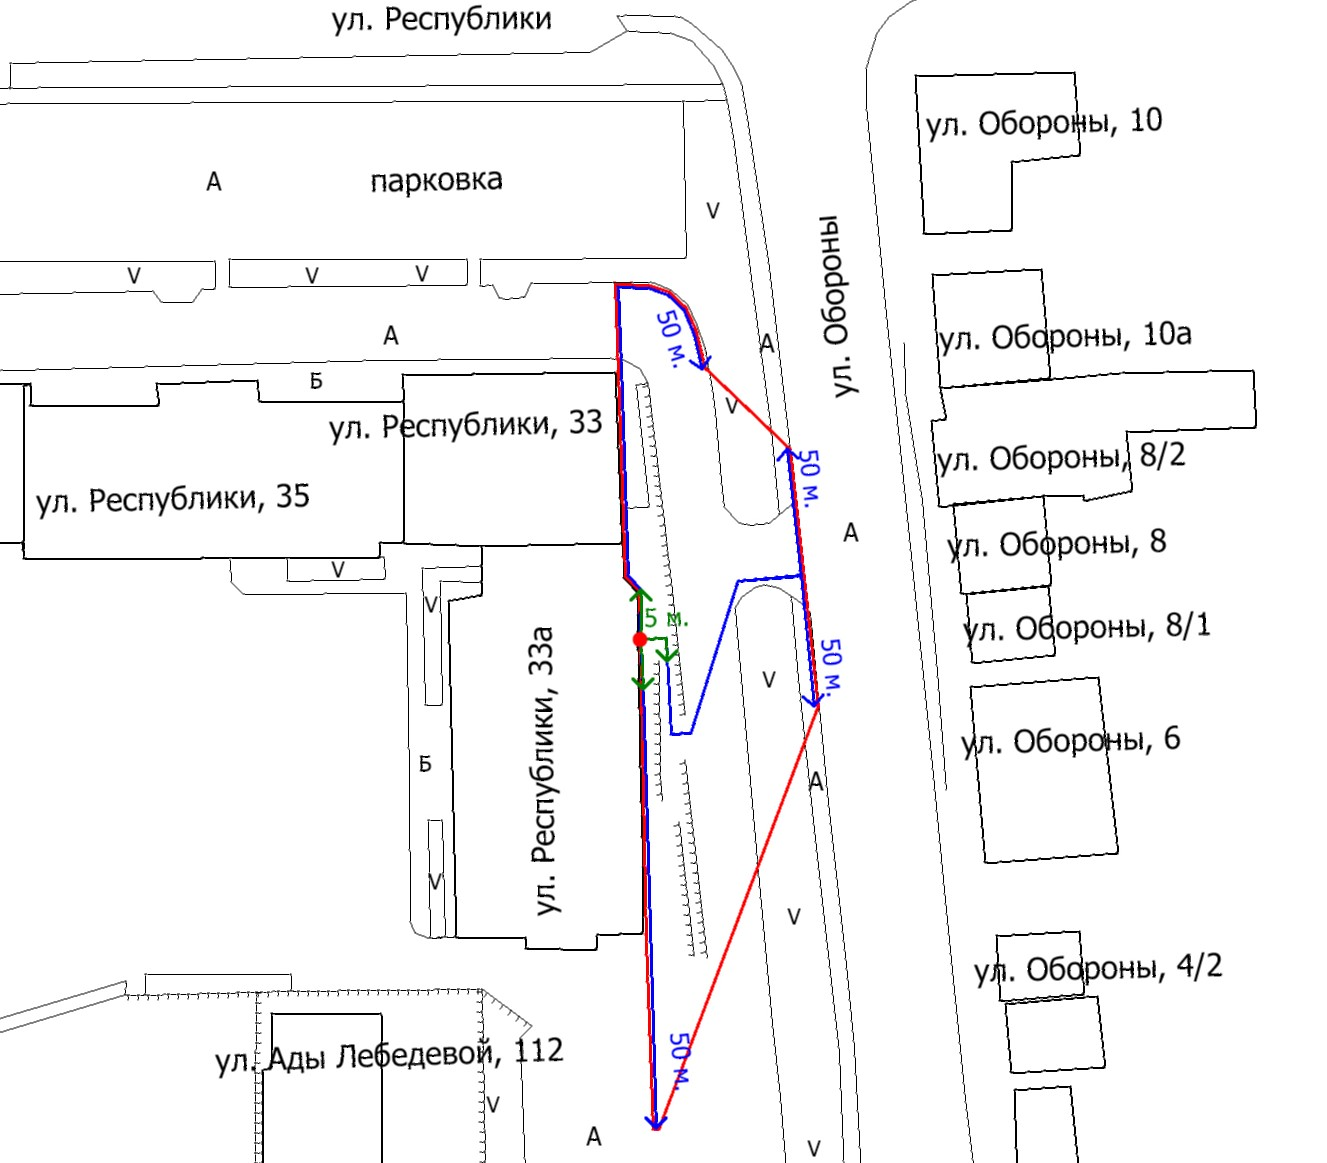 ул. Республики
ул. Обороны, 10
А
парковка
V
V
V
V
ул. Обороны
50 м.
А
А
ул. Обороны, 10а
Б
V
ул. Республики, 33
50 м.
ул. Обороны, 8/2
ул. Республики, 35
А
ул. Обороны, 8
V
V
5 м.
ул. Обороны, 8/1
50 м.
V
ул. Обороны, 6
ул. Республики, 33а
Б
А
V
V
ул. Обороны, 4/2
50 м.
ул. Ады Лебедевой, 112
V
А
V